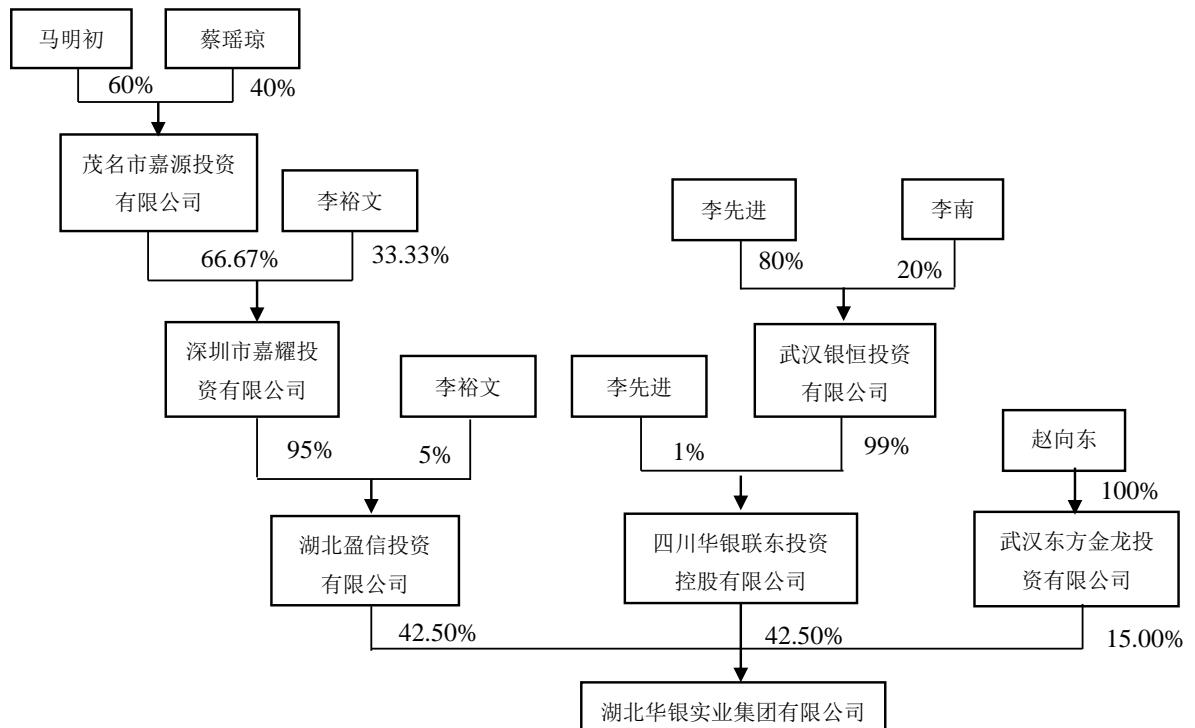 马明初
蔡瑶琼
60%
40%
茂名市嘉源投资
有限公司
李裕文
李先进
李南
66.67%
33.33%
80%
20%
深圳市嘉耀投
资有限公司
李裕文
李先进
武汉银恒投资
有限公司
赵向东
95%
5%
1%
99%
100%
湖北盈信投资
有限公司
四川华银联东投资
控股有限公司
武汉东方金龙投
资有限公司
42.50%
42.50%
15.00%
湖北华银实业集团有限公司